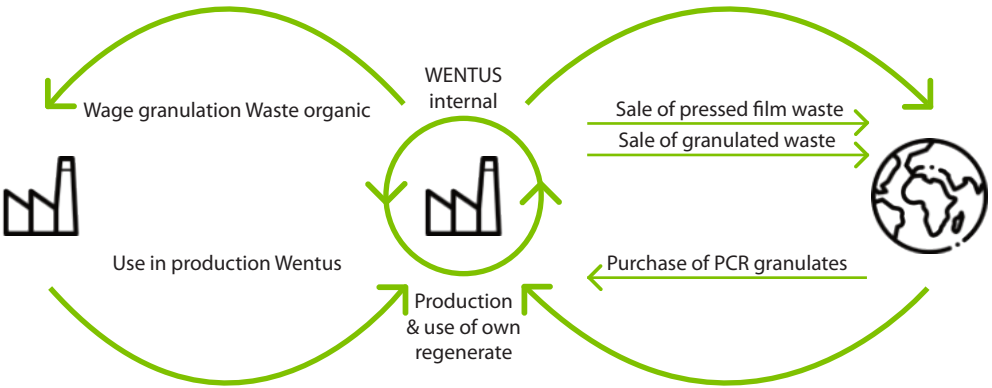 WENTUS
internal
Wage granulation Waste organic
Sale of pressed film waste
Sale of granulated waste
Use in production Wentus
Purchase of PCR granulates
Production
& use of own
regenerate